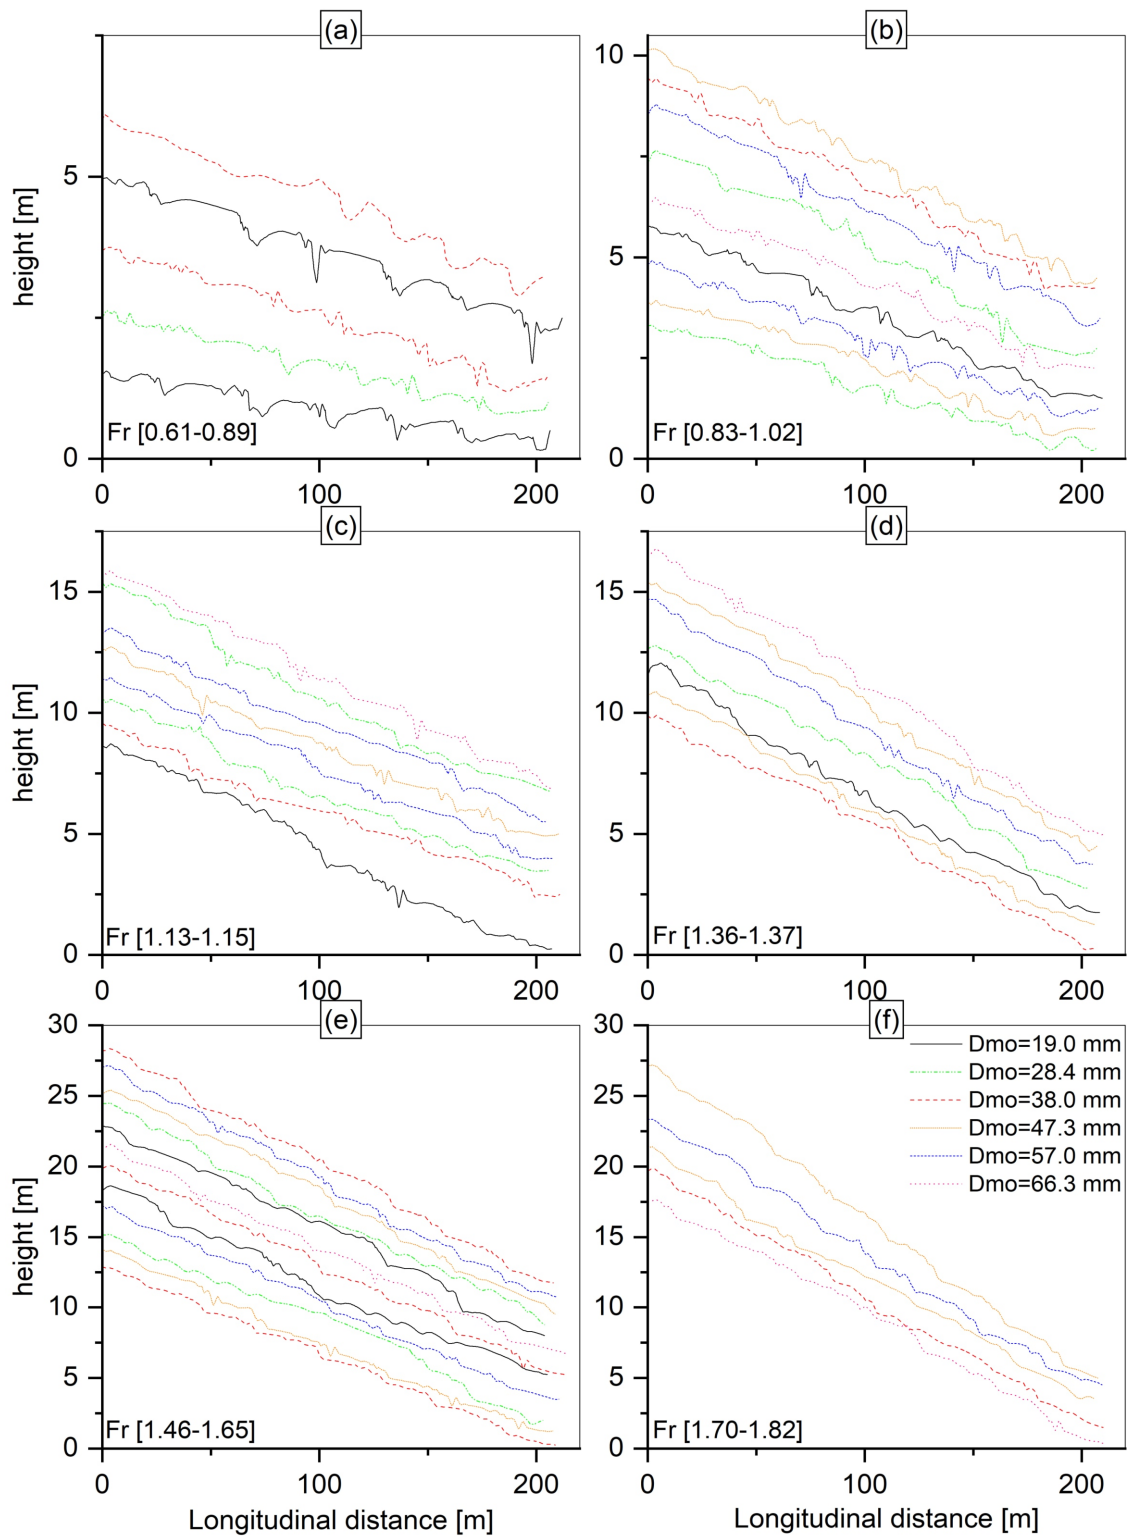 (a)
(b)
height [m]
5
0
Fr [0.61-0.89]
0
100
200
10
5
0
Fr [0.83-1.02]
0
100
200
(c)
(d)
height [m]
15
10
5
0
Fr [1.13-1.15]
0
100
200
15
10
5
0
Fr [1.36-1.37]
0
100
200
(e)
(f)
height [m]
30
25
20
15
10
5
0
Fr [1.46-1.65]
0
100
200
Longitudinal distance [m]
30
25
20
15
10
5
0
Dmo=19.0 mm
Dmo=28.4 mm
Dmo=38.0 mm
Dmo=47.3 mm
Dmo=57.0 mm
Dmo=66.3 mm
Fr [1.70-1.82]
0
100
200
Longitudinal distance [m]